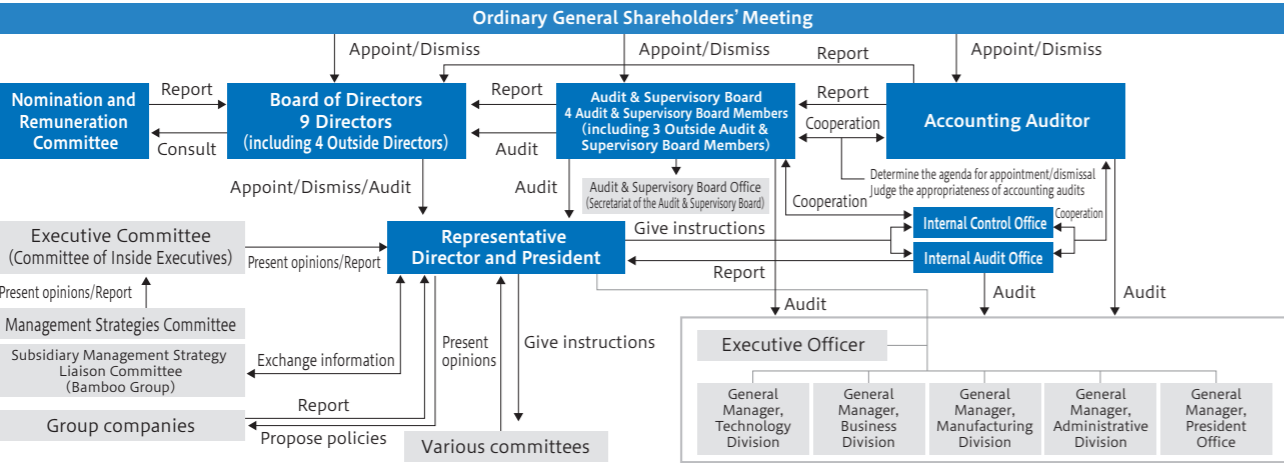 Ordinary General Shareholders' Meeting
Appoint/Dismiss
Appoint/Dismiss
Report
Appoint/Dismiss
Nomination and
Remuneration
Committee
Report
Consult
Board of Directors
9 Directors
(including 4 Outside Directors)
Report
Audit
Audit & Supervisory Board
4 Audit & Supervisory Board Members
(including 3 Outside Audit &
Supervisory Board Members)
Report
Cooperation
Accounting Auditor
Appoint/Dismiss/Audit
Audit
Audit & Supervisory Board Office
(Secretariat of the Audit & Supervisory Board)
Determine the agenda for appointment/dismissal
Judge the appropriateness of accounting audits
Cooperation
Executive Committee
(Committee of Inside Executives)
Present opinions/Report
Representative
Director and President
Give instructions
Report
Internal Control Office
Internal Audit Office
Cooperation
Present opinions/Report
Management Strategies Committee
Audit
Audit
Audit
Subsidiary Management Strategy
Liaison Committee
(Bamboo Group)
Exchange information
Present
opinions
Give instructions
Group companies
Report
Propose policies
Various committees
Executive Officer
General
Manager,
Technology
Division
General
Manager,
Business
Division
General
Manager,
Manufacturing
Division
General
Manager,
Administrative
Division
General
Manager,
President
Office